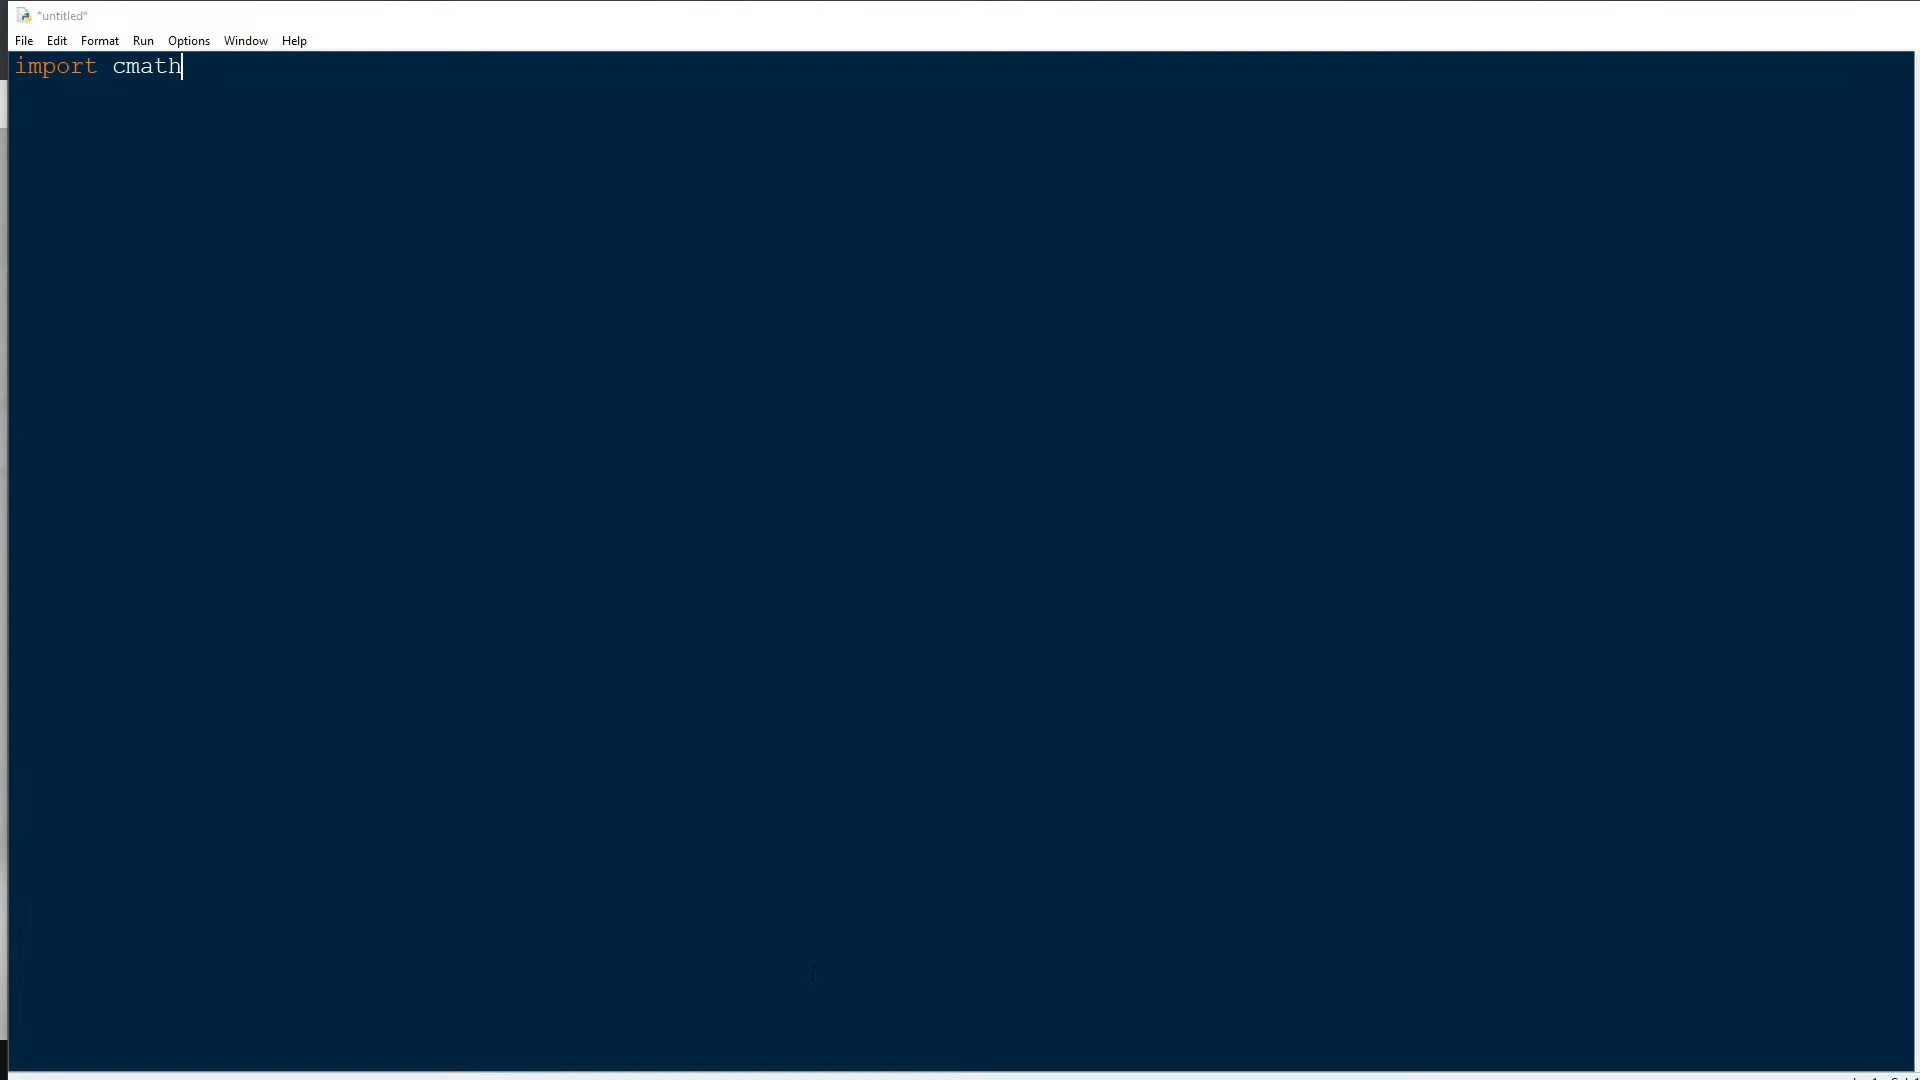 *untitled*
File Edit Format Run Options Window Help
import cmath